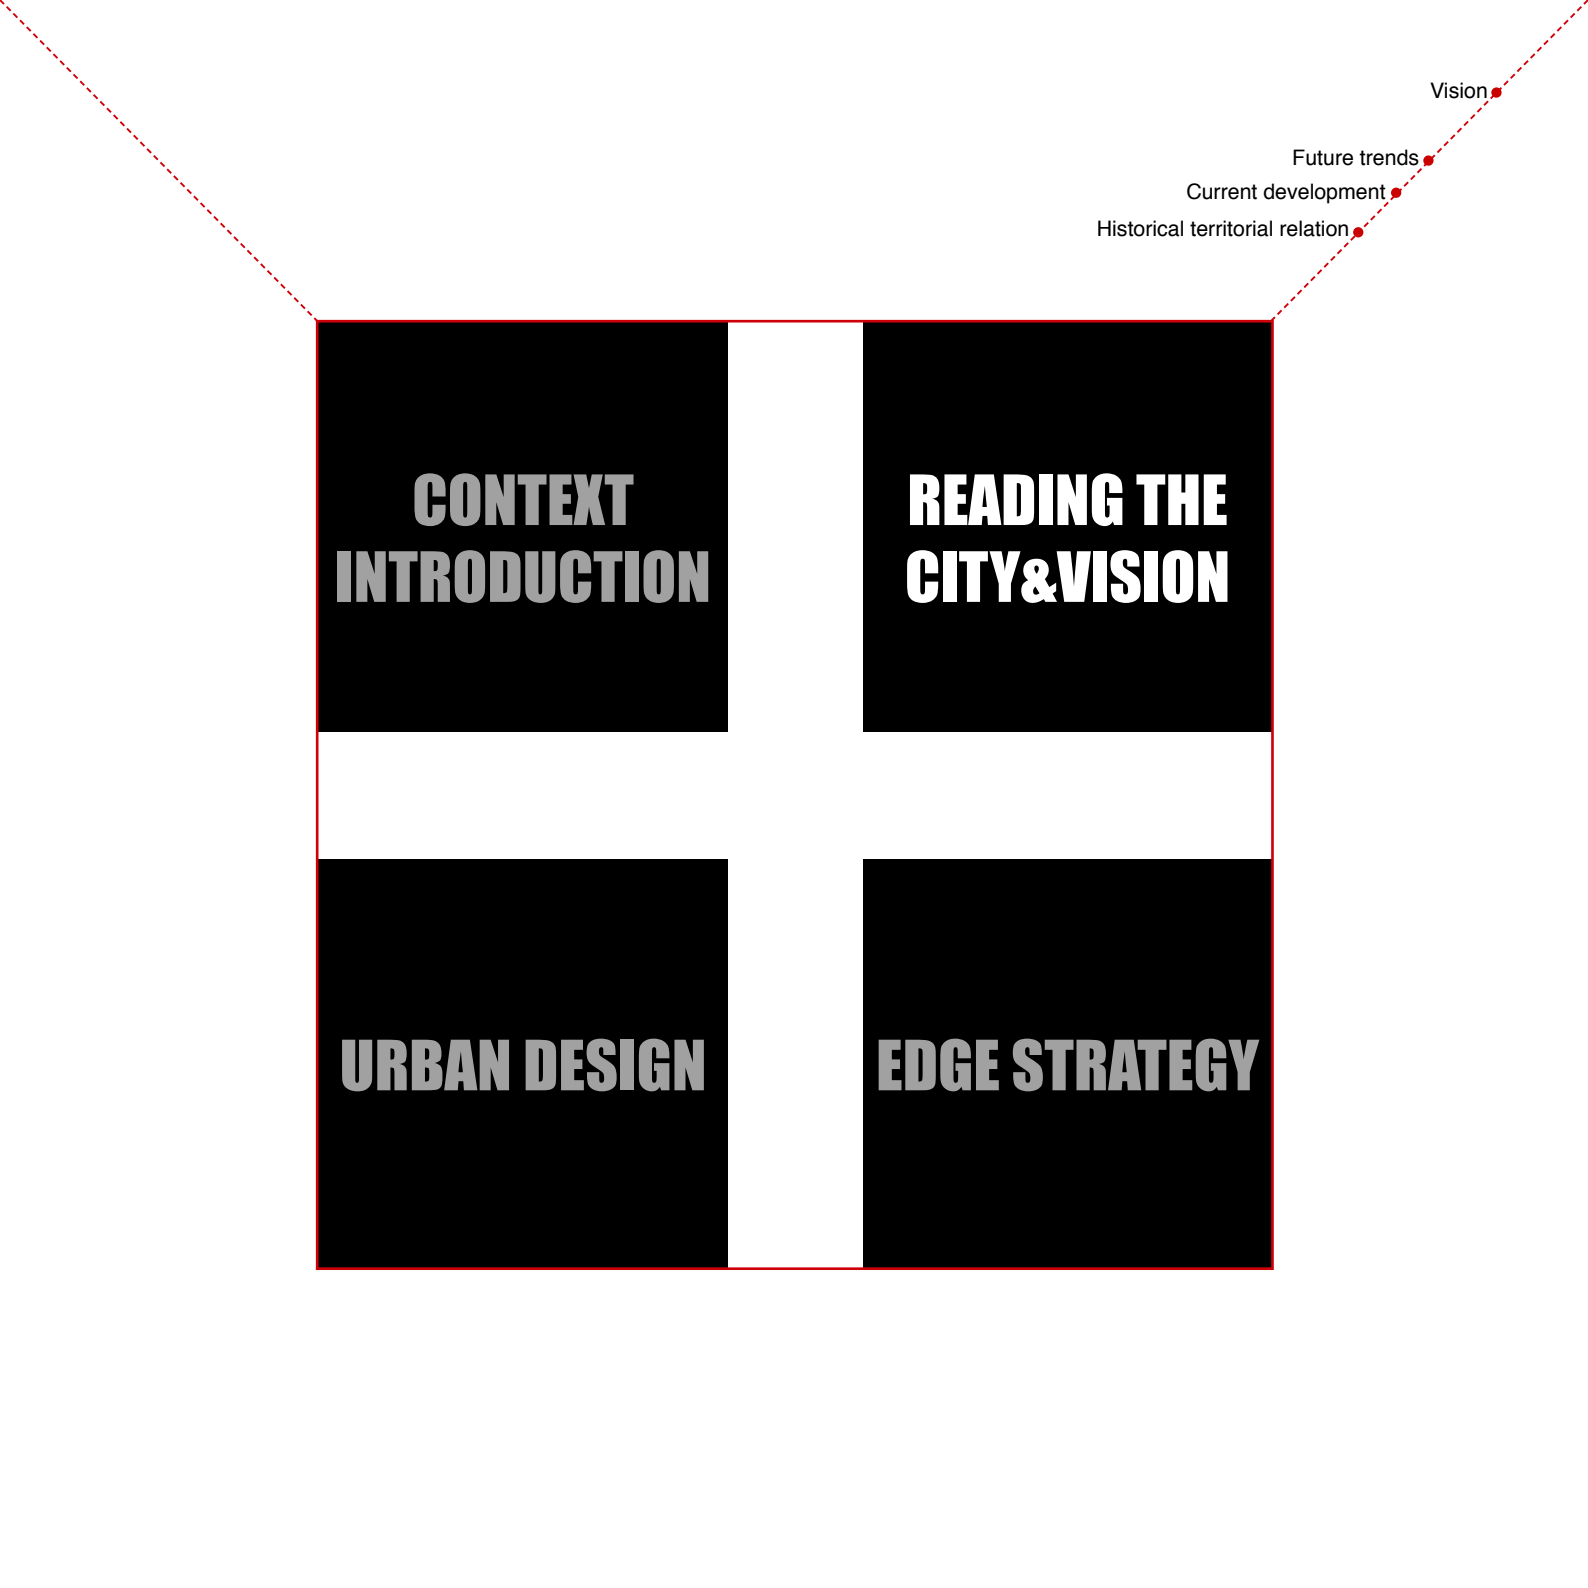 Vision
Future trends
Current development
Historical territorial relation
CONTEXT
INTRODUCTION
READING THE
CITY&VISION
URBAN DESIGN
EDGE STRATEGY